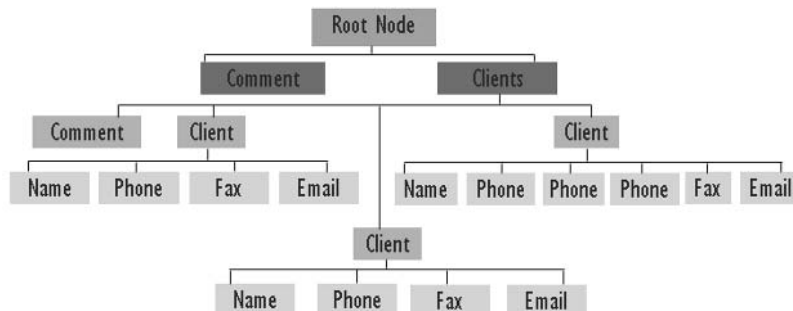 Root Node
Comment Clients
Comment Client Client
Name Phone Fax Email Name Phone Phone Phone Fax Email
Client
Name Phone Fax Email